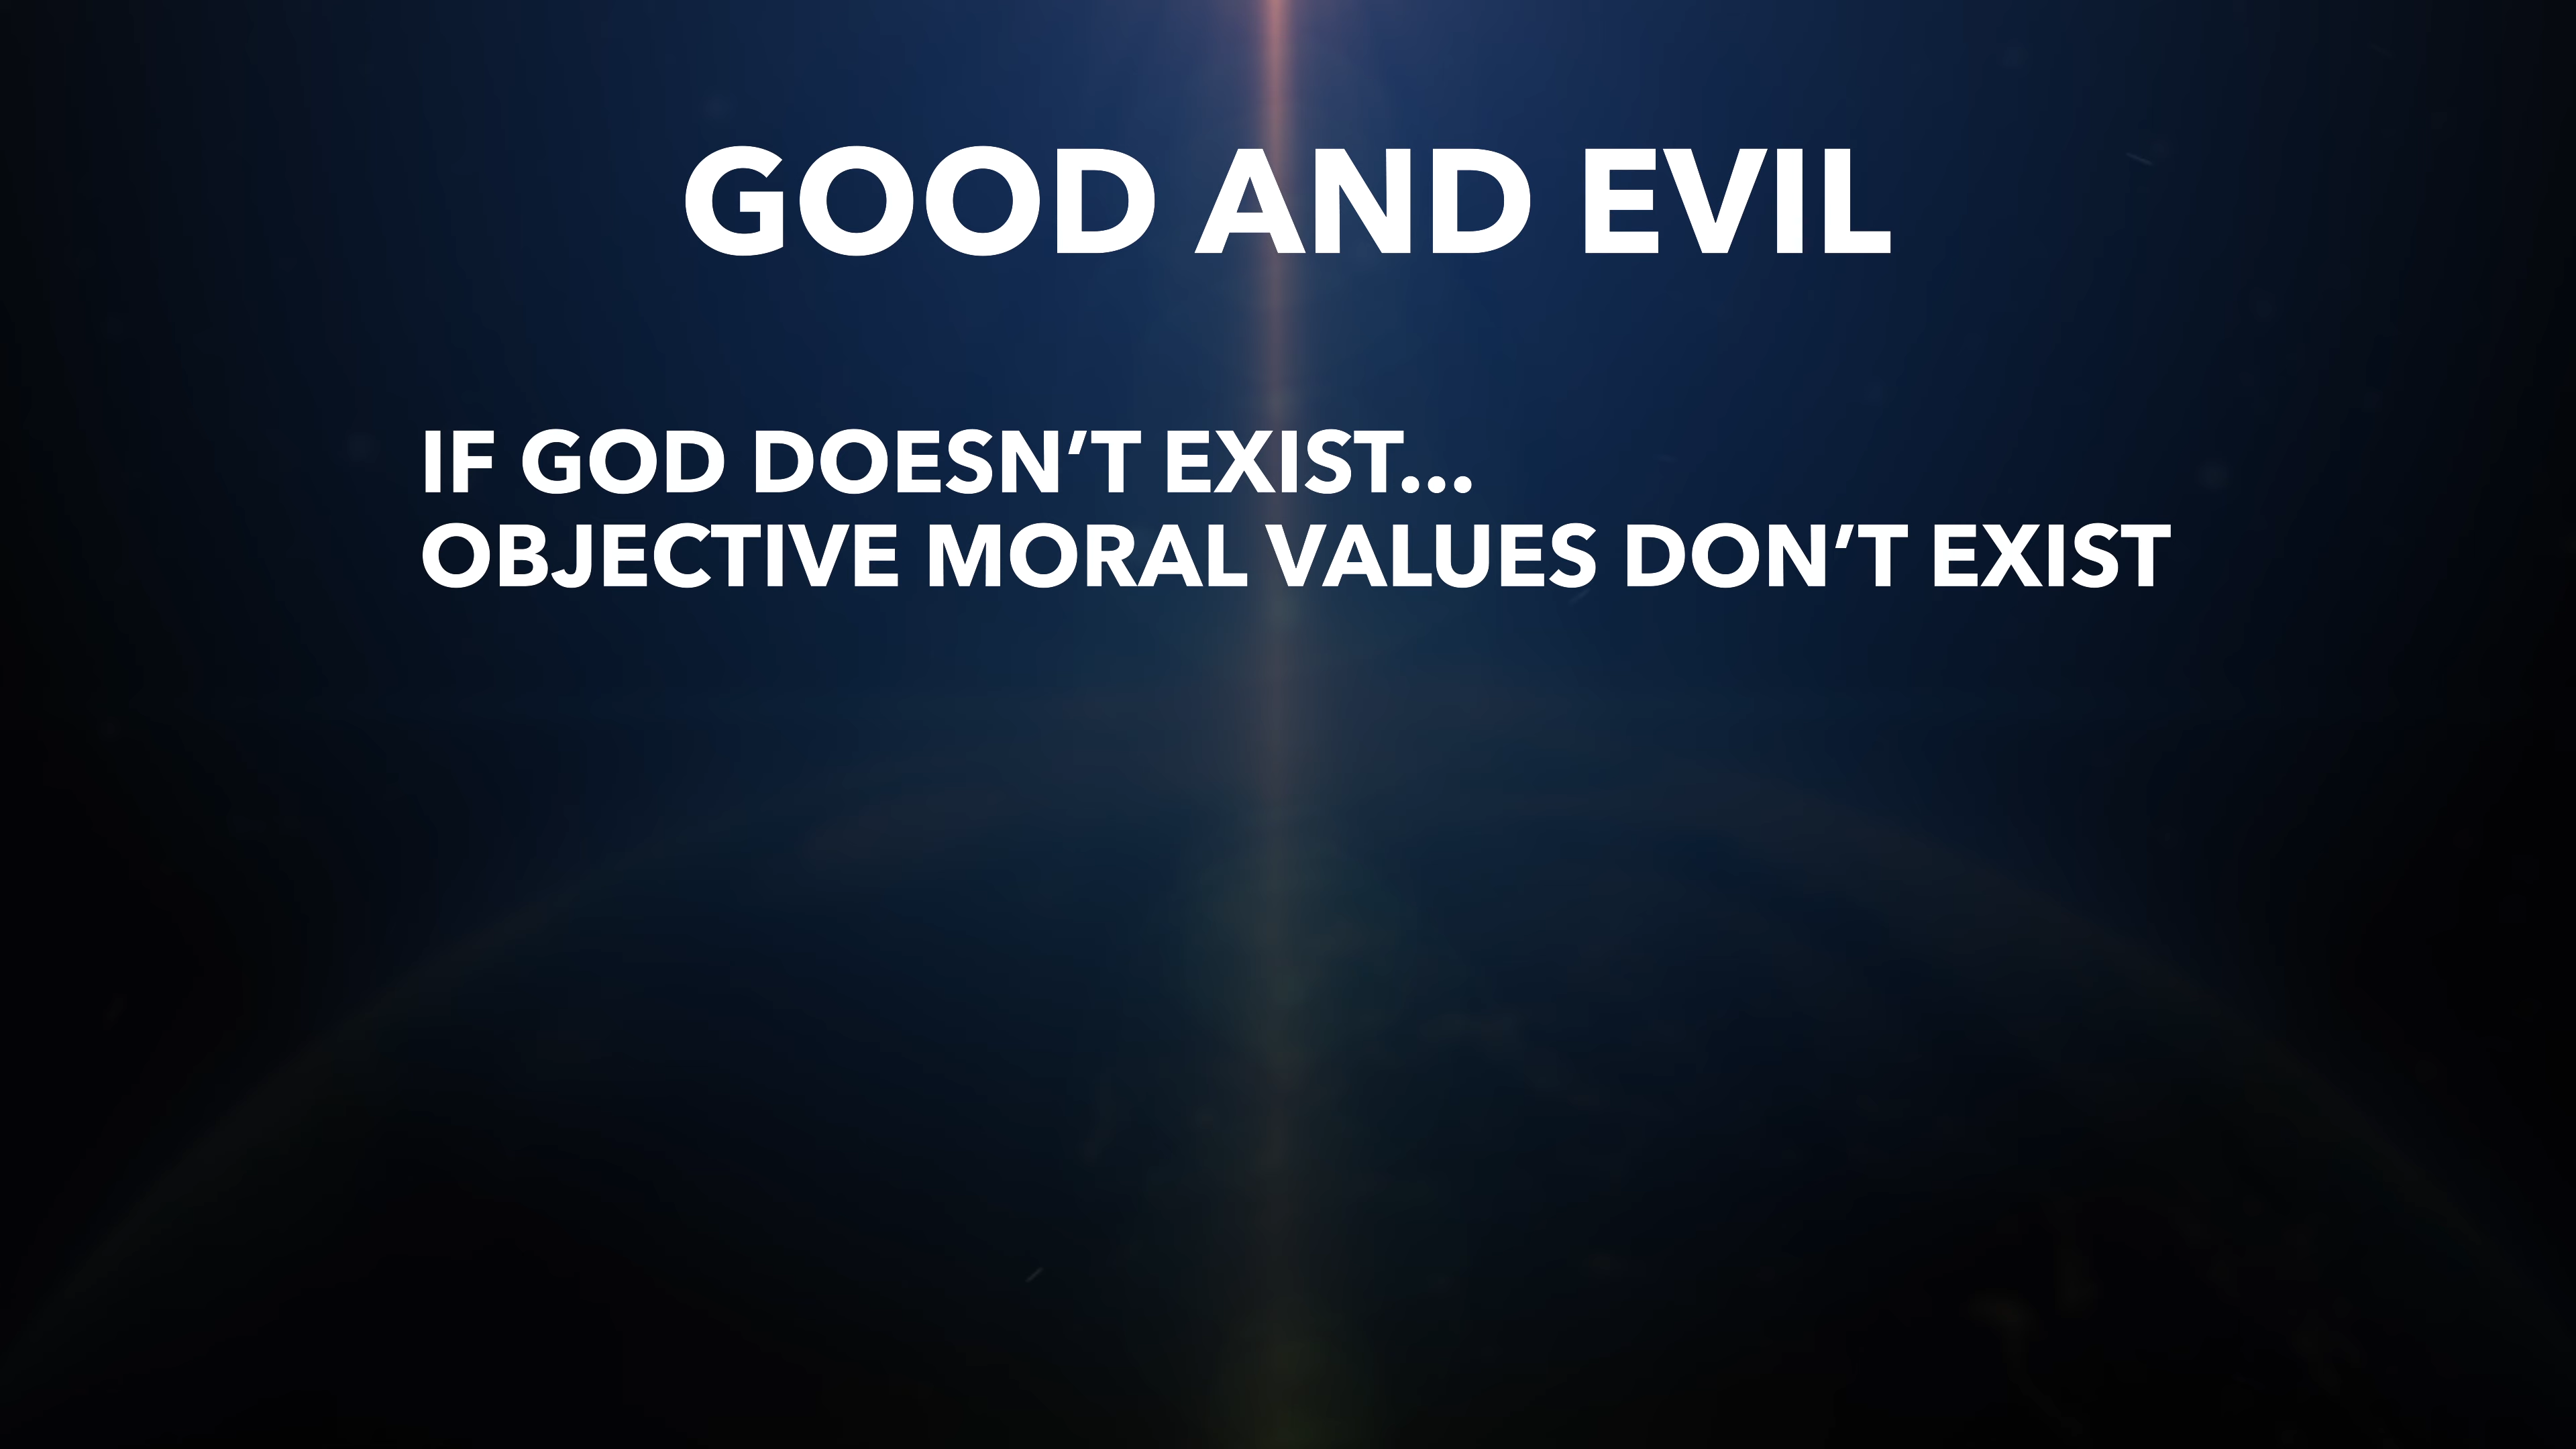 GOOD AND EVIL
IF GOD DOESN’T EXIST...
OBJECTIVE MORAL VALUES DON’T EXIST